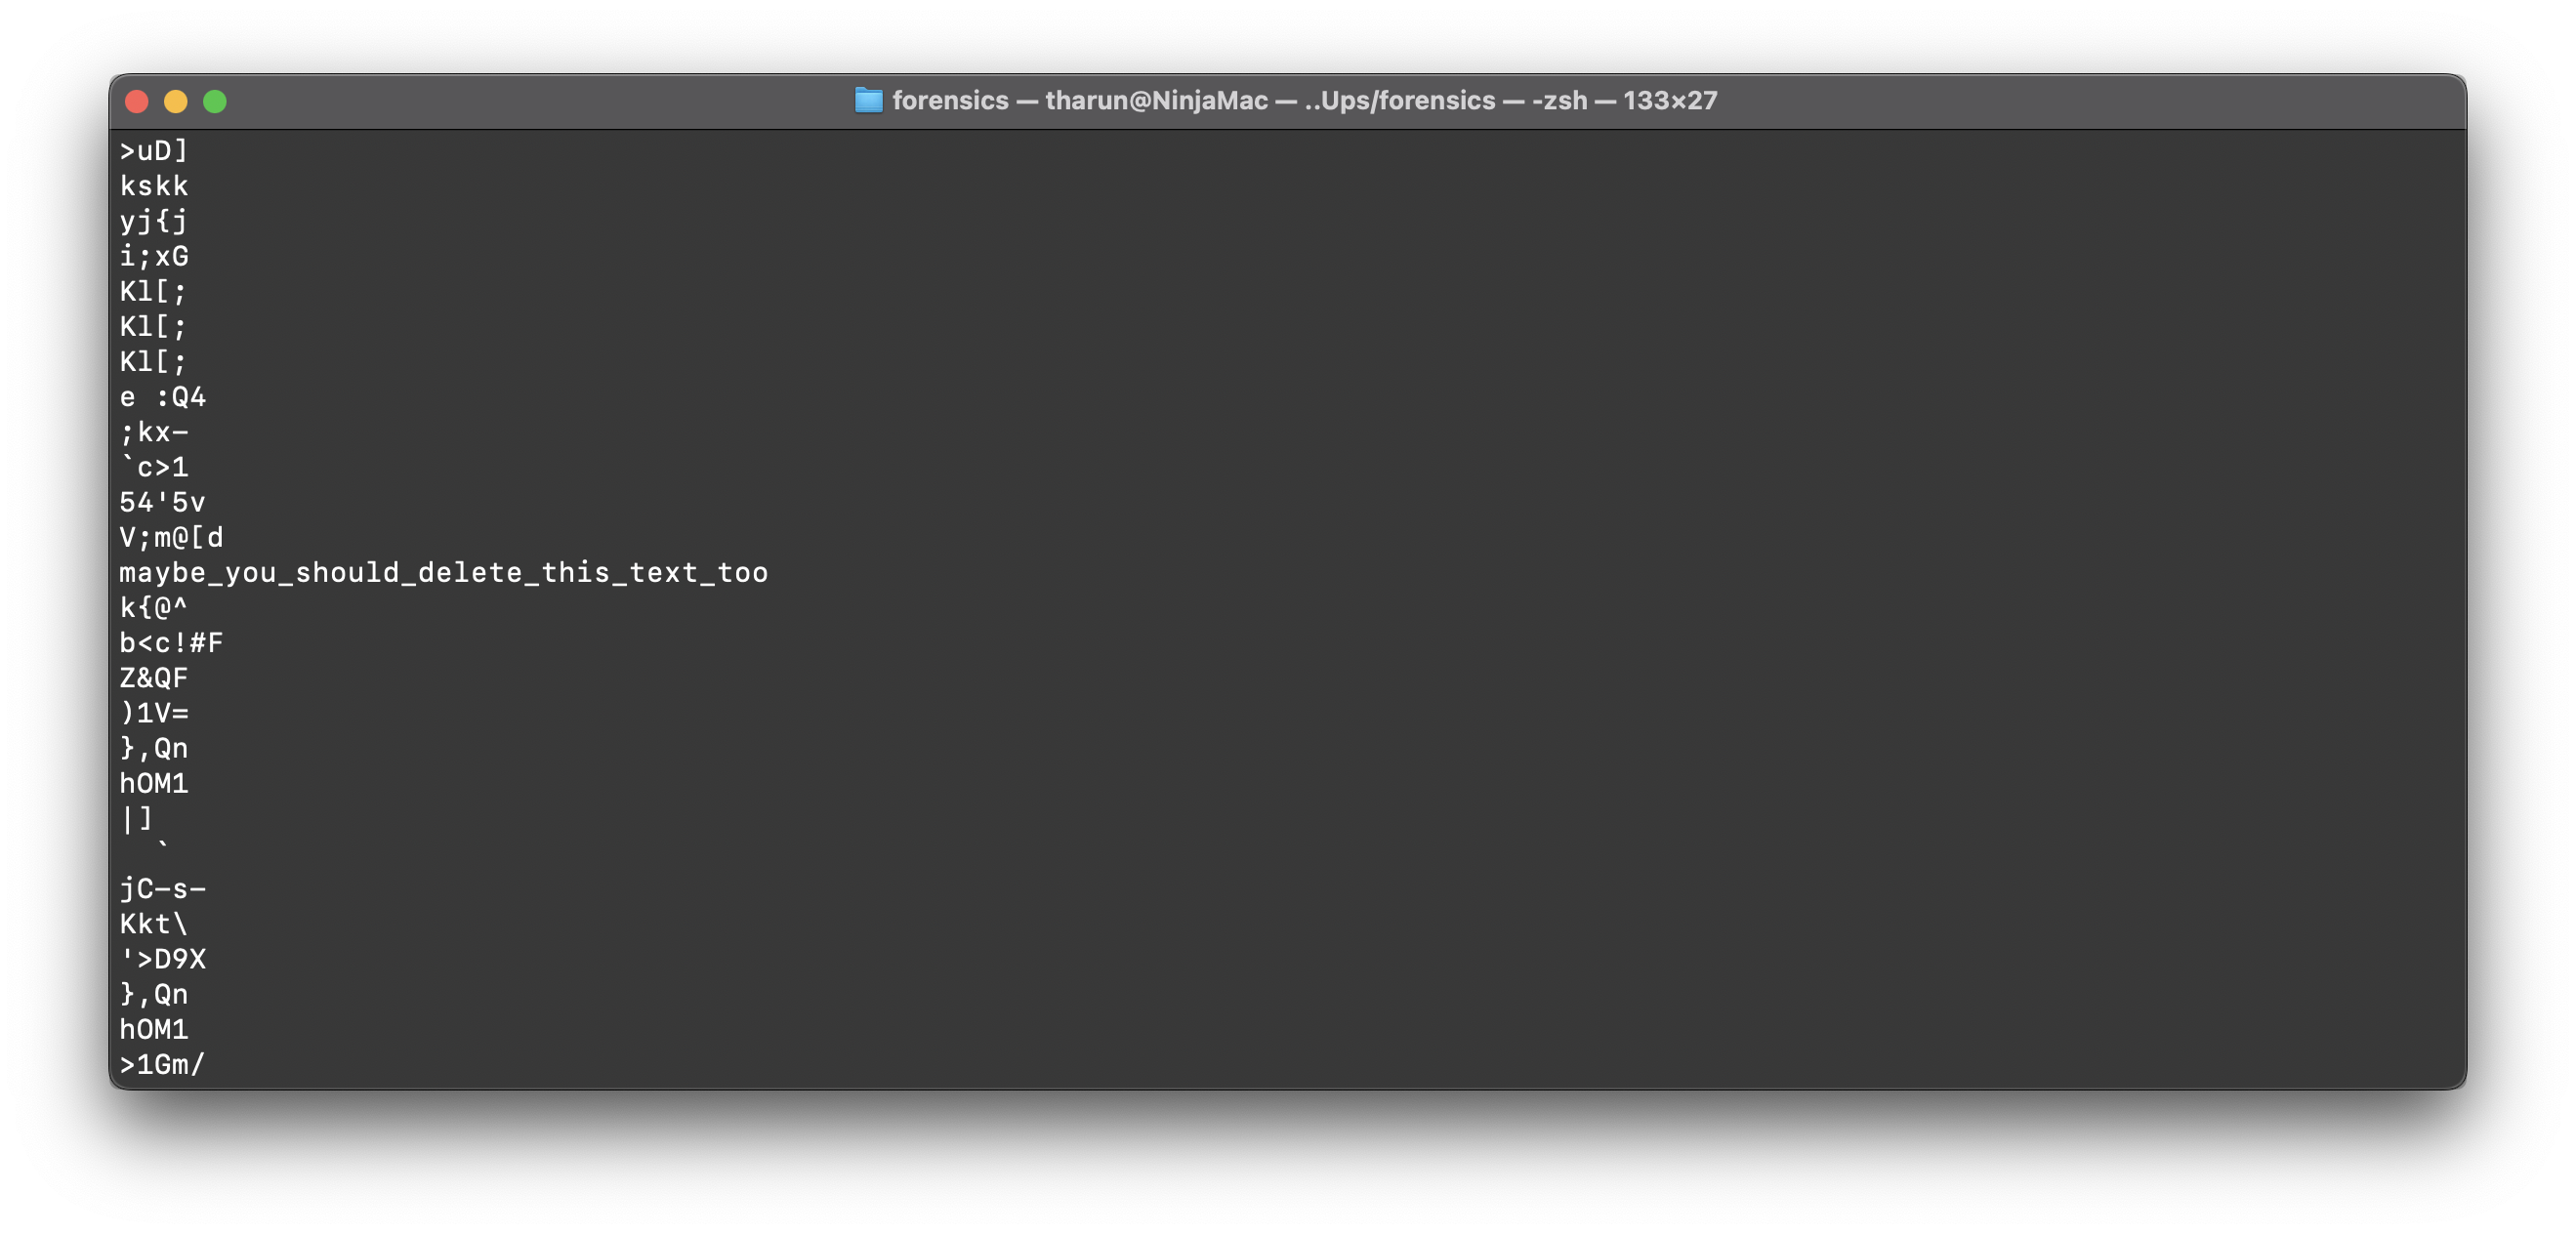 forensics — tharun@NinjaMac — ..Ups/forensics — -zsh — 133×27
>uD]
kskk
yj{j
i;xG
Kl[;
Kl[;
Kl[;
e :Q4
;kx-
`c>1
54'5v
V;m@[d
maybe_you_should_delete_this_text_too
k{@^
b<c!#F
Z&QF
)1V=
},Qn
hOM1
|]
  `
jC-s-
Kkt\
'>D9X
},Qn
hOM1
>1Gm/